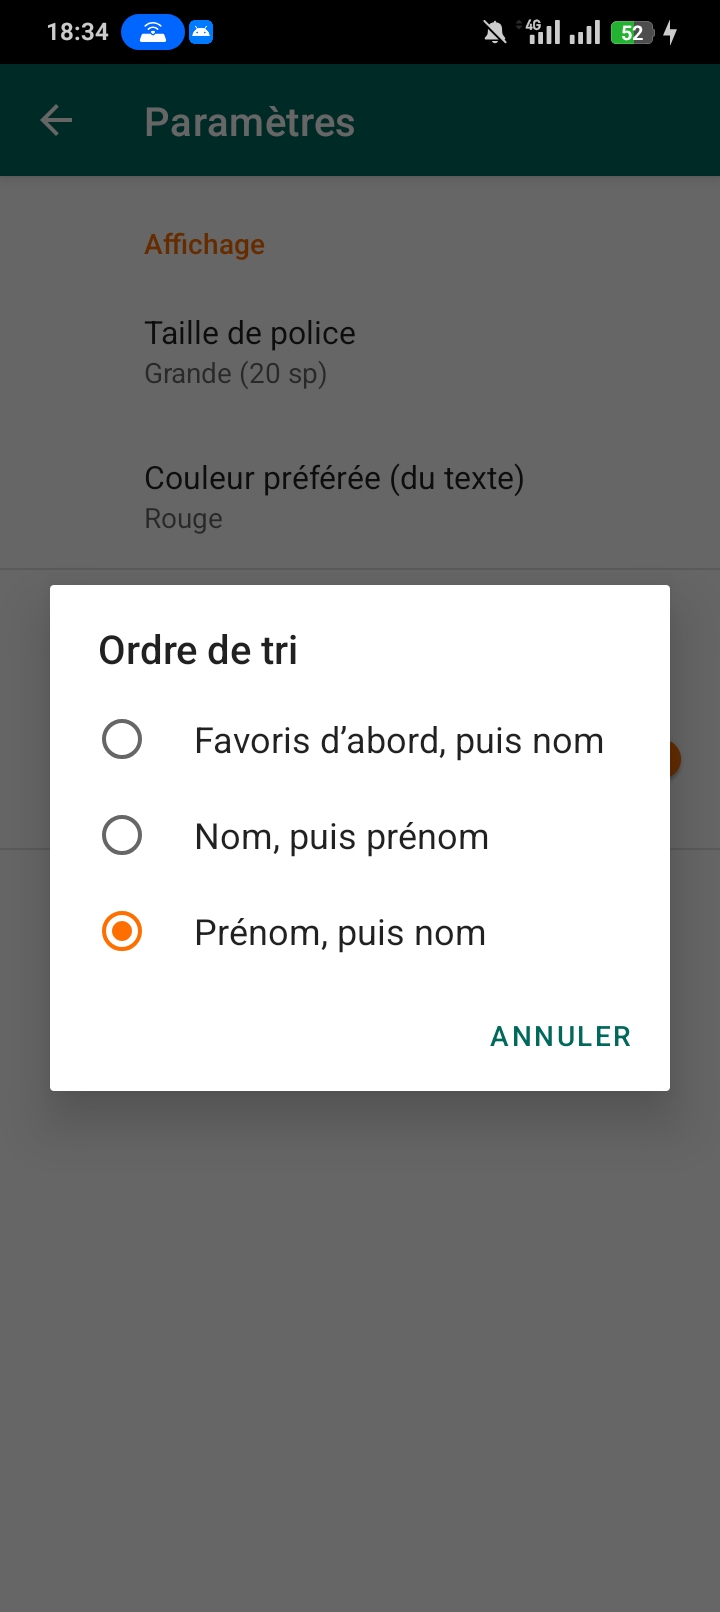 18:34
4G
52
Paramètres
Affichage
Taille de police
Grande (20 sp)
Couleur préférée (du texte)
Rouge
Ordre de tri
Favoris d’abord, puis nom
Nom, puis prénom
Prénom, puis nom
ANNULER